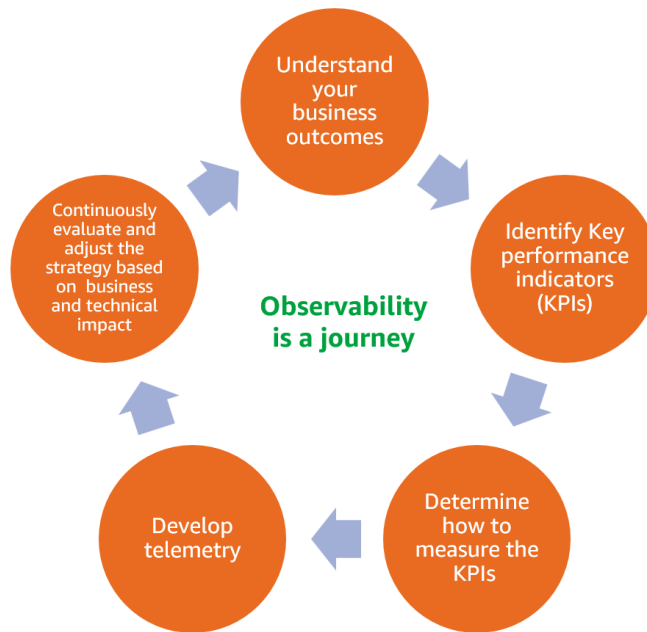 Understand
your
business
outcomes
Identify Key
performance
indicators
(KPIs)
Determine
how to
measure the
KPIs
Develop
telemetry
Continuously
evaluate and
adjust the
strategy based
on business
and technical
impact
Observability
is a journey